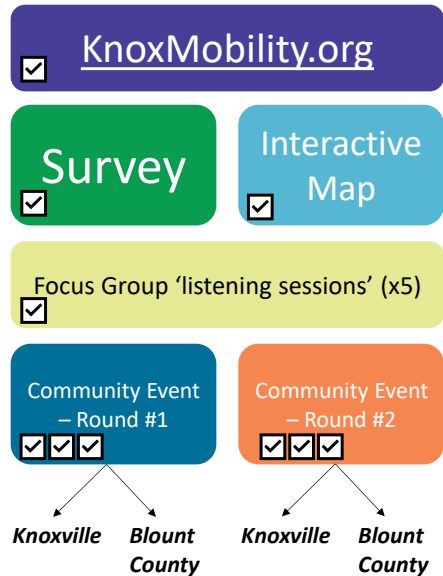 KnoxMobility.org
Survey
Interactive
Map
Focus Group ‘listening sessions’ (x5)
Community Event
– Round #1
Community Event
– Round #2
Knoxville
Blount
County
Knoxville
Blount
County